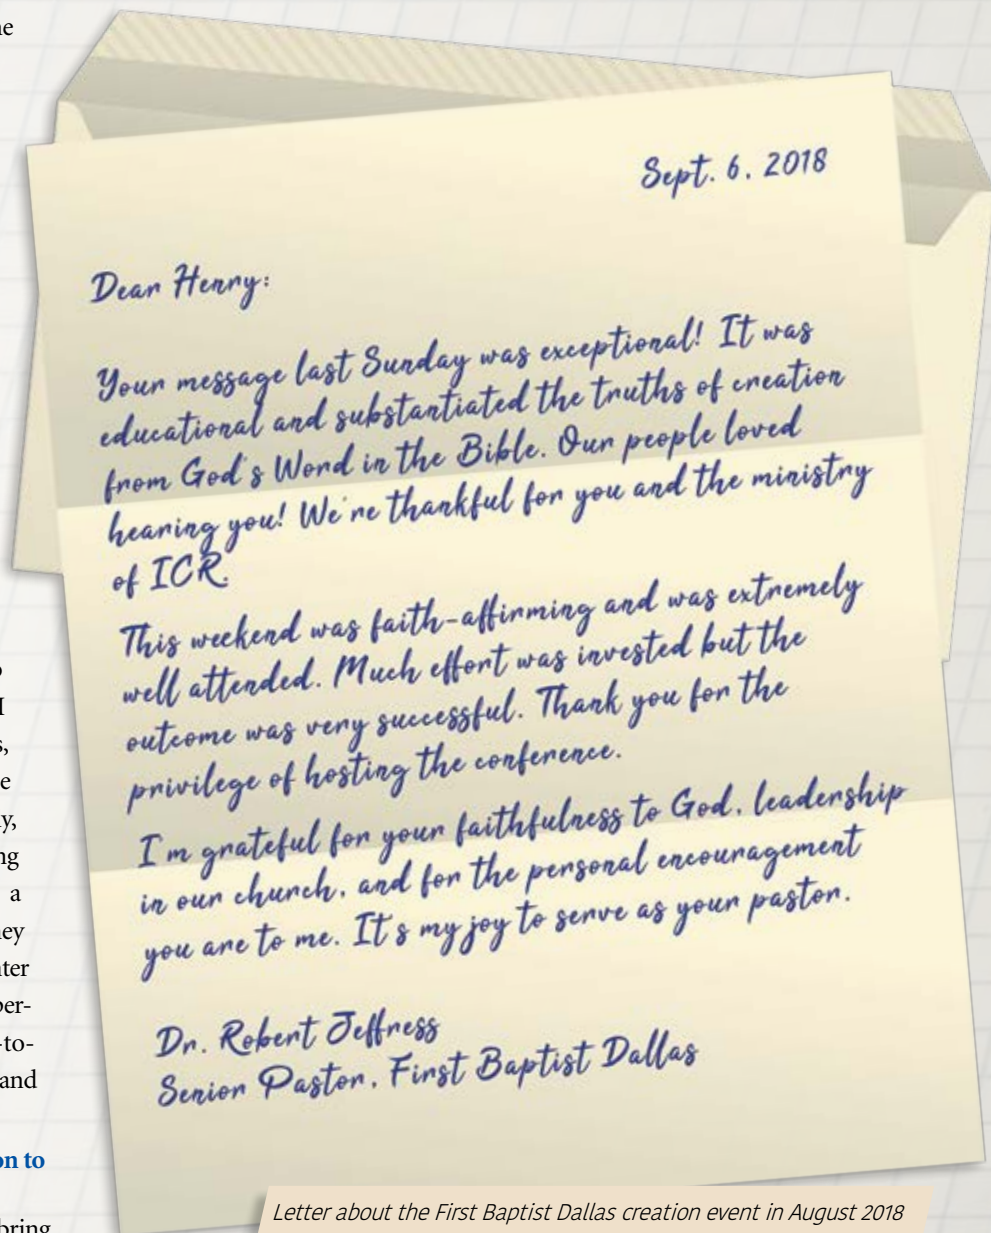 a
and
on to
bring
Sept. 6, 2018
Dear Henry:
Your message last Sunday was exceptional! It was
educational and substantiated the truths of creation
from God's Word in the Bible. Our people loved
hearing you! We're thankful for you and the ministry
of ICR.
This weekend was faith-affirming and was extremely
well attended. Much effort was invested but the
outcome was very successful. Thank you for the
privilege of hosting the conference.
I'm grateful for your faithfulness to God, leadership
in our church, and for the personal encouragement
you are to me. It's my joy to serve as your pastor.
Dr. Robert Jeffress
Senior Pastor, First Baptist Dallas
Letter about the First Baptist Dallas creation event in August 2018